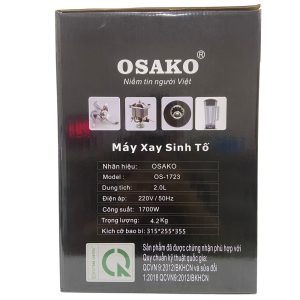 OSAKO®
Niềm tin người Việt
Máy Xay Sinh Tố
Nhãn hiệu: OSAKO
Model: OS-1723
Dung tích: 2.0L
Điện áp: 220V / 50Hz
Công suất: 1700W
Trọng lượng: 4.2Kg
Kích cỡ bao bì: 315*255*355
Sản phẩm đã được chứng nhận phù hợp với
Quy chuẩn kỹ thuật quốc gia:
QCVN 9:2012/BKHCN và sửa đổi
1:2018 QCVN9:2012/BKHCN